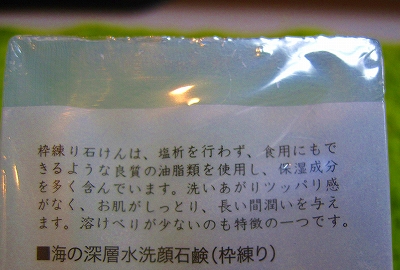 枠練り石けんは、塩析を行わず、食用にもで
きるような良質の油脂類を使用し、保湿成分
を多く含んでいます。洗いあがりツッパリ感
がなく、お肌がしっとり、長い間潤いを与え
ます。溶けべりが少ないのも特徴の一つです。
■海の深層水洗顔石鹸(枠練り)